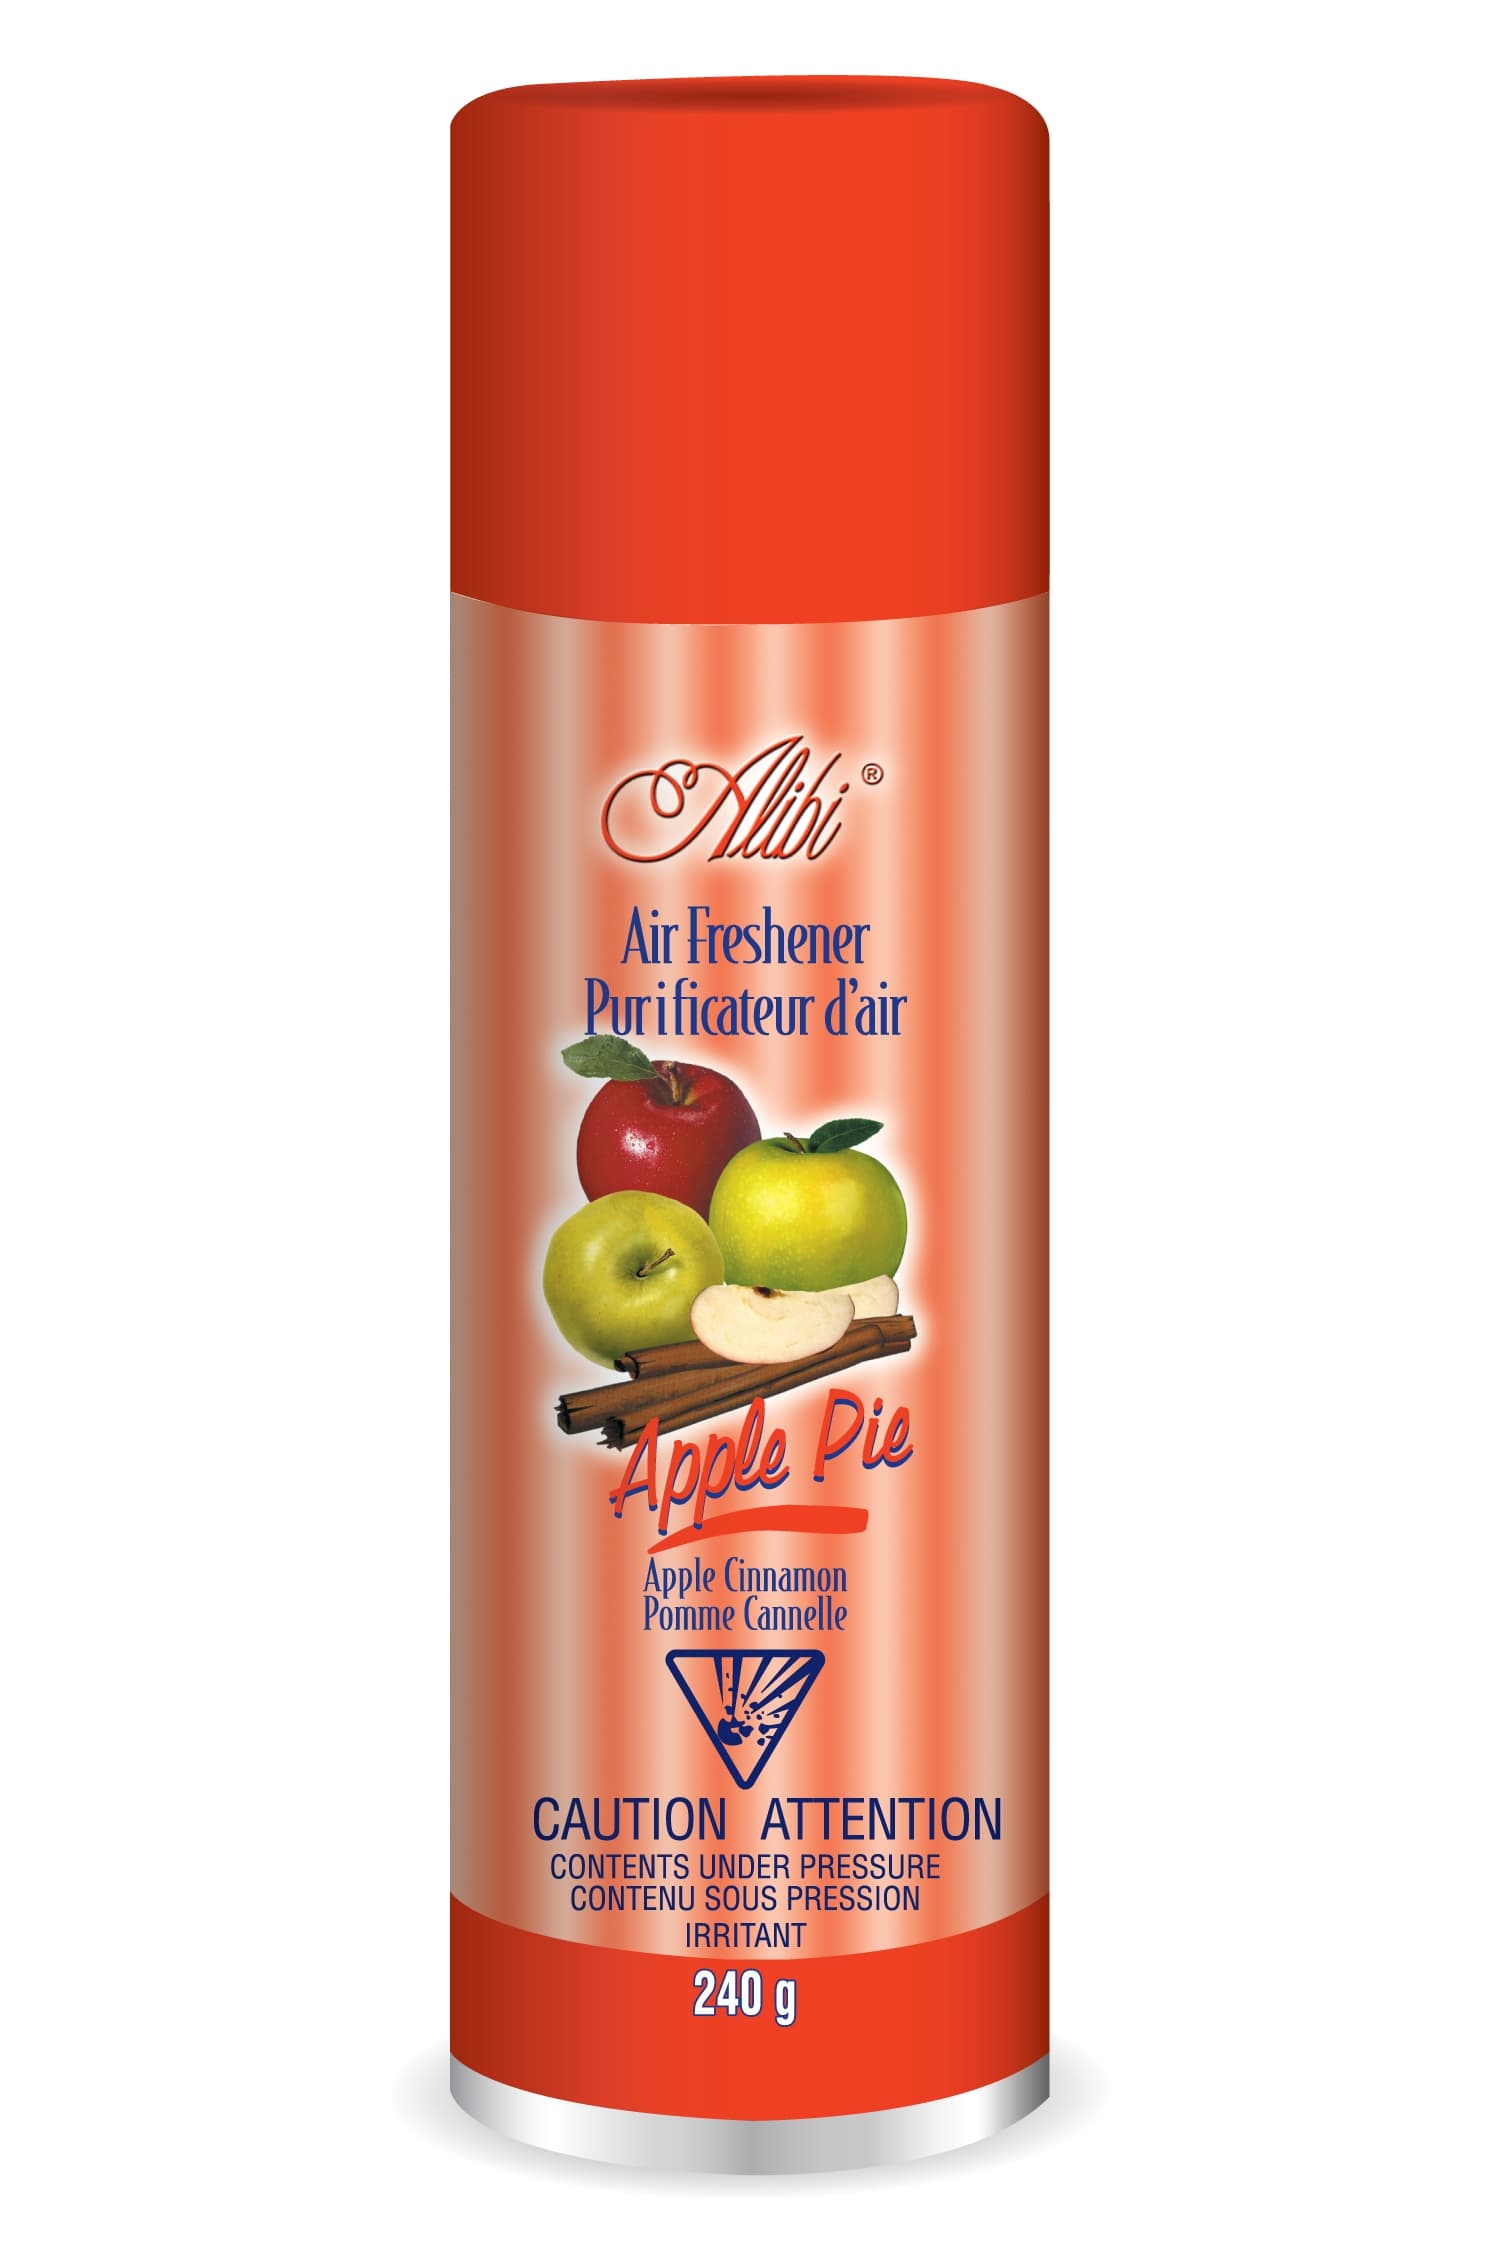 Alibi®
Air Freshener
Purificateur d'air
Apple Pie
Apple Cinnamon
Pomme Cannelle
CAUTION ATTENTION
CONTENTS UNDER PRESSURE
CONTENU SOUS PRESSION
IRRITANT
240 g